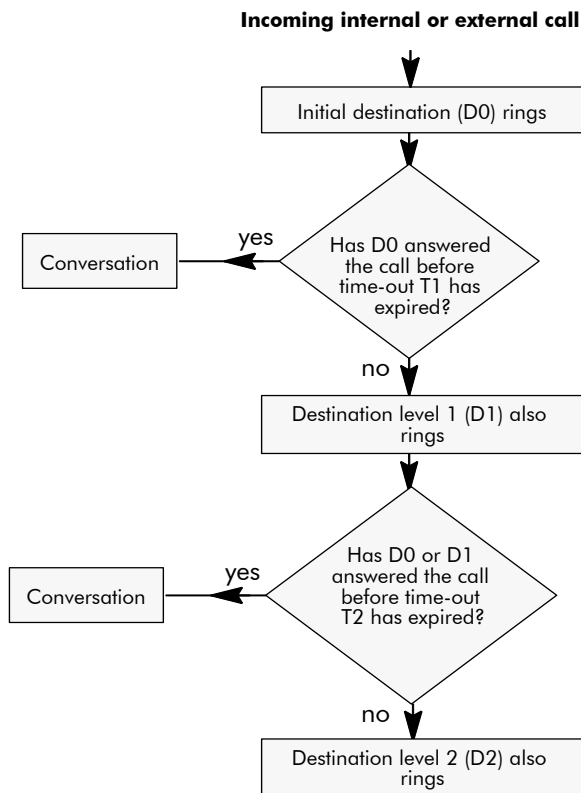 Incoming internal or external call
Initial destination (D0) rings
yes
Conversation
Has D0 answered
the call before
time-out T1 has
expired?
no
Destination level 1 (D1) also
rings
yes
Conversation
Has D0 or D1
answered the call
before time-out
T2 has expired?
no
Destination level 2 (D2) also
rings